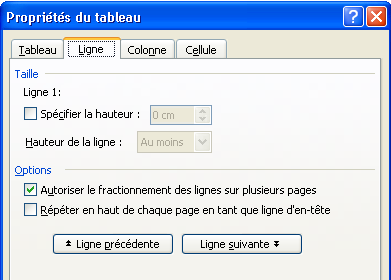 Propriétés du tableau
Tableau Ligne Colonne Cellule
Taille
Ligne 1:
Spécifier la hauteur : 0 cm
Hauteur de la ligne : Au moins
Options
Autoriser le fractionnement des lignes sur plusieurs pages
Répéter en haut de chaque page en tant que ligne d'en-tête
Ligne précédente Ligne suivante